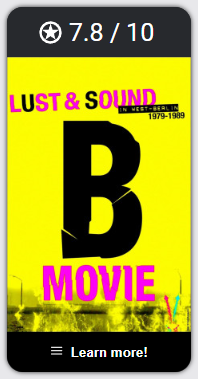 7.8 / 10
LUST & SOUND
IN WEST-BERLIN
1979-1989
B
MOVIE
Learn more!